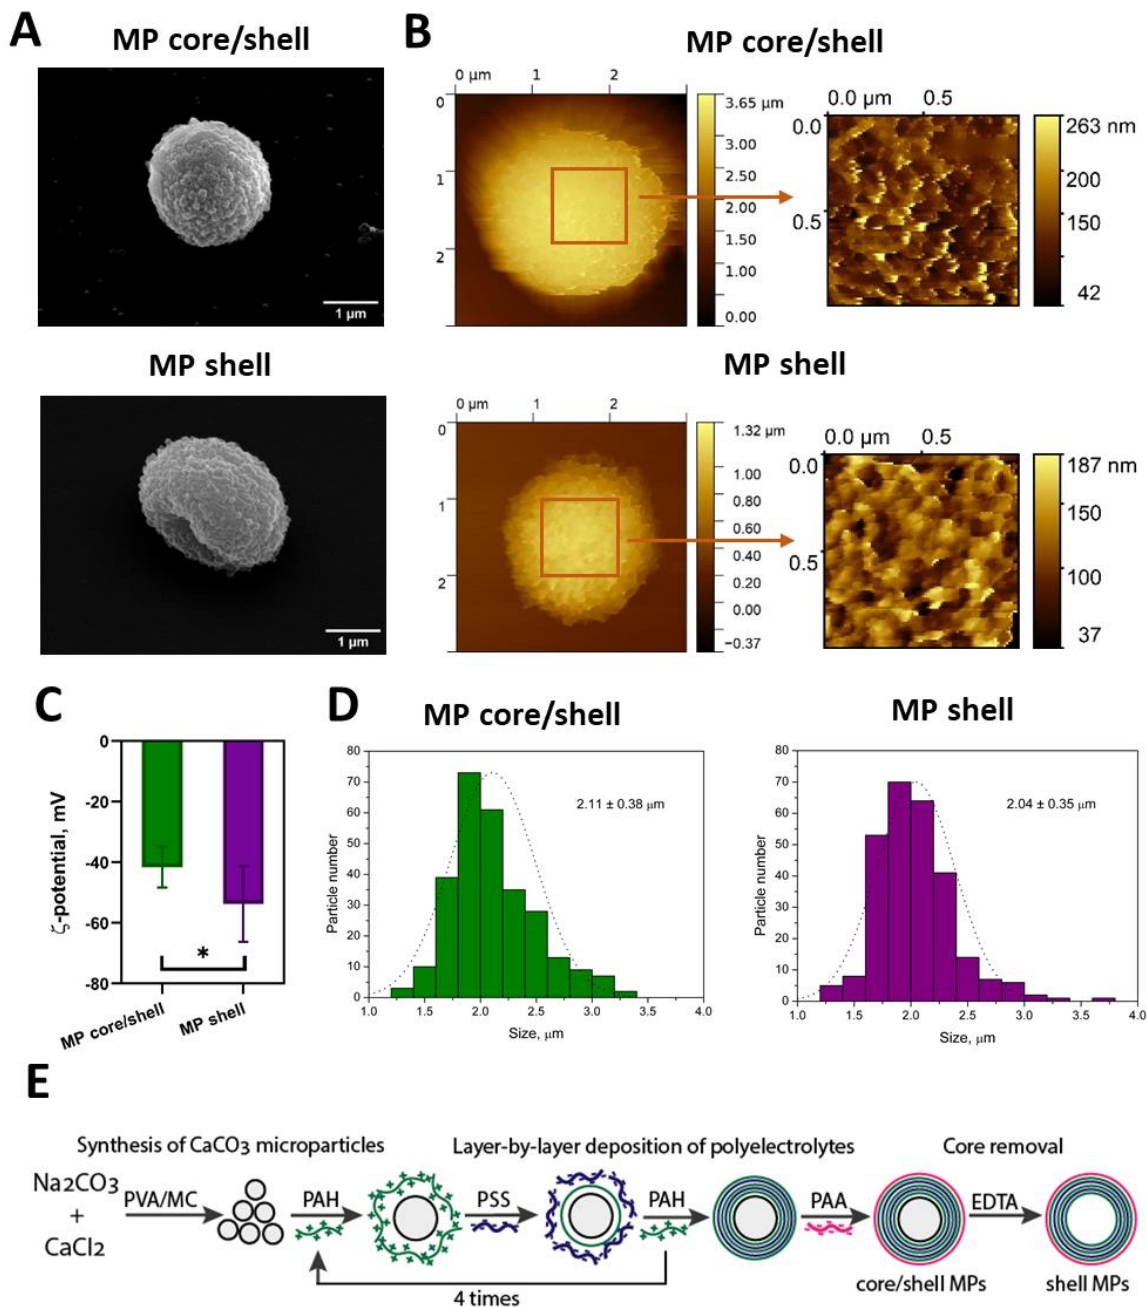 A
MP core/shell
1 μm
MP shell
1 μm
B
MP core/shell
0 μm 1 2
0
1
2
3.65 μm
3.00
2.50
2.00
1.50
1.00
0.00
0.0 μm 0.5
0.0
0.5
263 nm
200
150
42
MP shell
0 μm 1 2
0
1
2
1.32 μm
1.00
0.80
0.60
0.40
0.20
0.00
−0.37
0.0 μm 0.5
0.0
0.5
187 nm
150
100
37
C
ζ-potential, mV
0
-20
-40
-60
-80
*
MP core/shell
MP shell
D
MP core/shell
Particle number
80
70
60
50
40
30
20
10
0
2.11 ± 0.38 μm
1.0 1.5 2.0 2.5 3.0 3.5 4.0
Size, μm
MP shell
Particle number
80
70
60
50
40
30
20
10
0
2.04 ± 0.35 μm
1.0 1.5 2.0 2.5 3.0 3.5 4.0
Size, μm
E
Synthesis of CaCO3 microparticles
Layer-by-layer deposition of polyelectrolytes
Core removal
Na2CO3
+
CaCl2
PVA/MC
PAH
PSS
PAH
PAA
EDTA
4 times
core/shell MPs
shell MPs